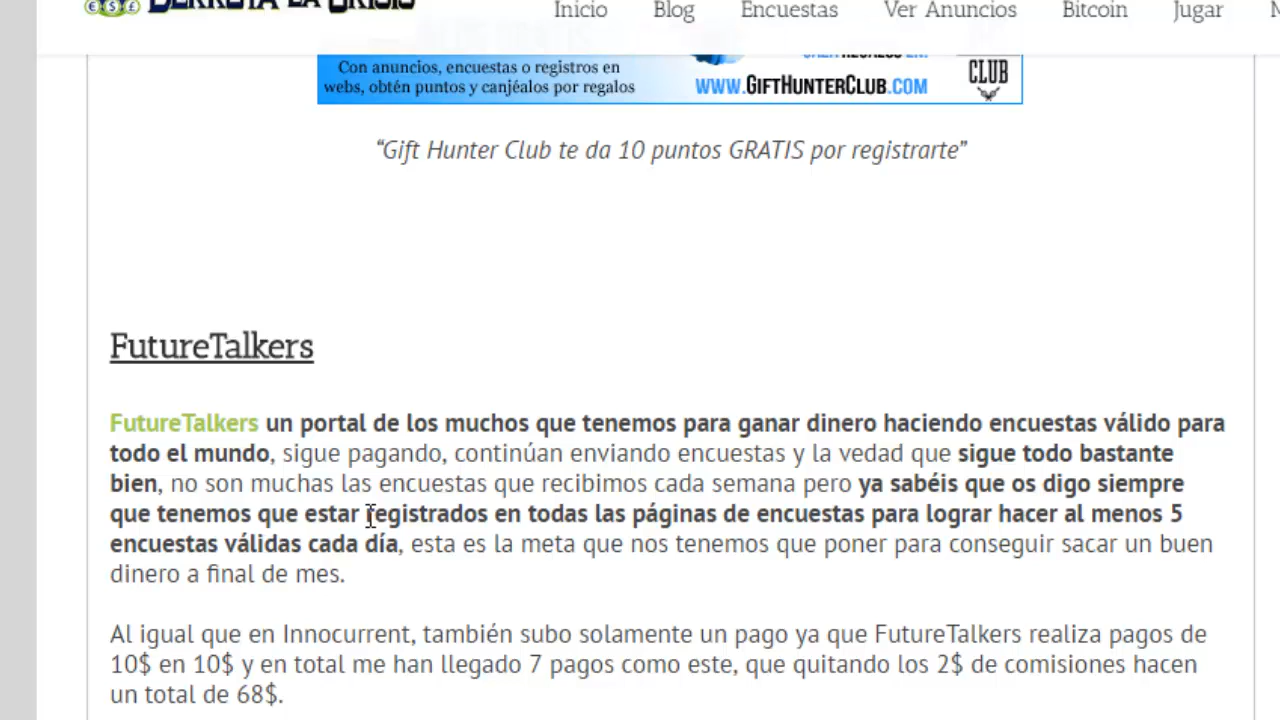 DERROTA LA CRISIS
Inicio Blog Encuestas Ver Anuncios Bitcoin Jugar
Con anuncios, encuestas o registros en
webs, obtén puntos y canjéalos por regalos
WWW.GIFTHUNTERCLUB.COM
CLUB
“Gift Hunter Club te da 10 puntos GRATIS por registrarte”
FutureTalkers
FutureTalkers un portal de los muchos que tenemos para ganar dinero haciendo encuestas válido para
todo el mundo, sigue pagando, continúan enviando encuestas y la vedad que sigue todo bastante
bien, no son muchas las encuestas que recibimos cada semana pero ya sabéis que os digo siempre
que tenemos que estar registrados en todas las páginas de encuestas para lograr hacer al menos 5
encuestas válidas cada día, esta es la meta que nos tenemos que poner para conseguir sacar un buen
dinero a final de mes.
Al igual que en Innocurrent, también subo solamente un pago ya que FutureTalkers realiza pagos de
10$ en 10$ y en total me han llegado 7 pagos como este, que quitando los 2$ de comisiones hacen
un total de 68$.